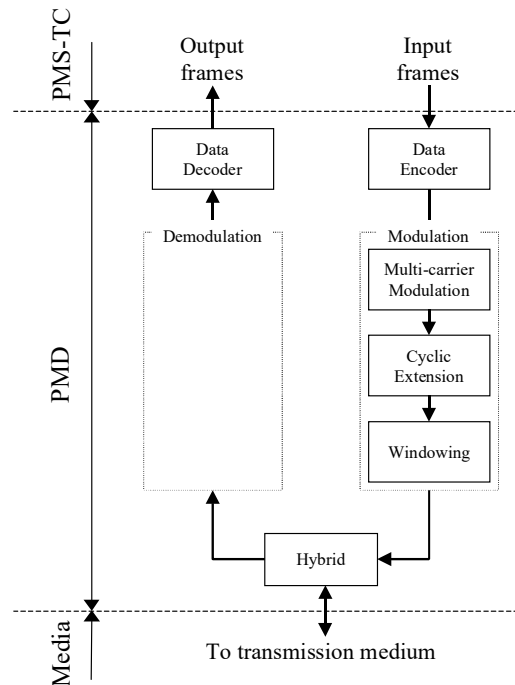 PMS-TC
Output
frames
Input
frames
PMD
Data
Decoder
Data
Encoder
Demodulation
Modulation
Multi-carrier
Modulation
Cyclic
Extension
Windowing
Hybrid
Media
To transmission medium